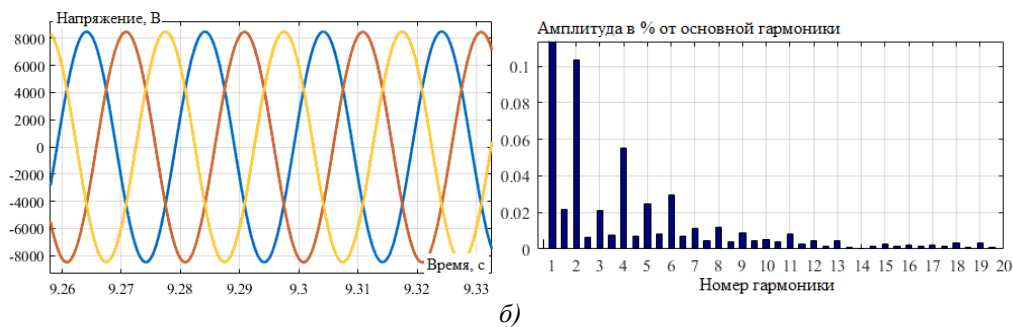 Напряжение, В
8000
6000
4000
2000
0
-2000
-4000
-6000
-8000
Время, с
9.26 9.27 9.28 9.29 9.3 9.31 9.32 9.33
Амплитуда в % от основной гармоники
0.1
0.08
0.06
0.04
0.02
0
1 2 3 4 5 6 7 8 9 10 11 12 13 14 15 16 17 18 19 20
Номер гармоники
б)